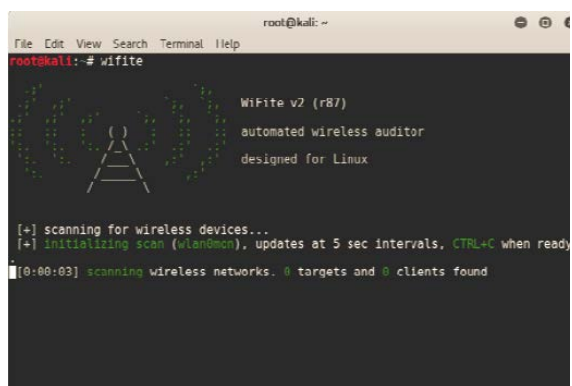 root@kali: ~
File Edit View Search Terminal Help
root@kali:~# wifite
WiFite v2 (r87)
automated wireless auditor
designed for Linux
[+] scanning for wireless devices...
[+] initializing scan (wlan0mon), updates at 5 sec intervals, CTRL+C when ready
.
[0:00:03] scanning wireless networks. 0 targets and 0 clients found